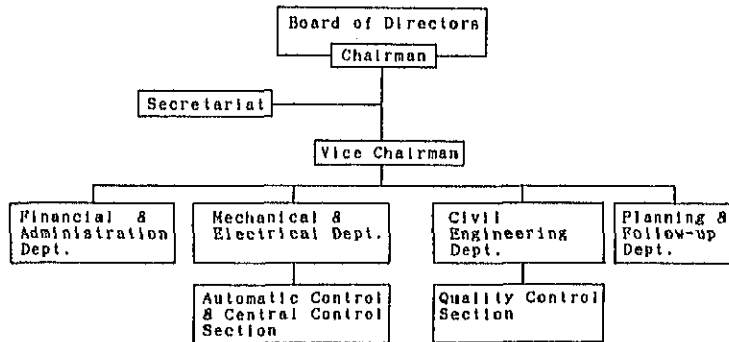 Board of Directors
Chairman
Secretariat
Vice Chairman
Financial &
Administration
Dept.
Mechanical &
Electrical Dept.
Civil
Engineering
Dept.
Planning &
Follow-up
Dept.
Automatic Control
& Central Control
Section
Quality Control
Section